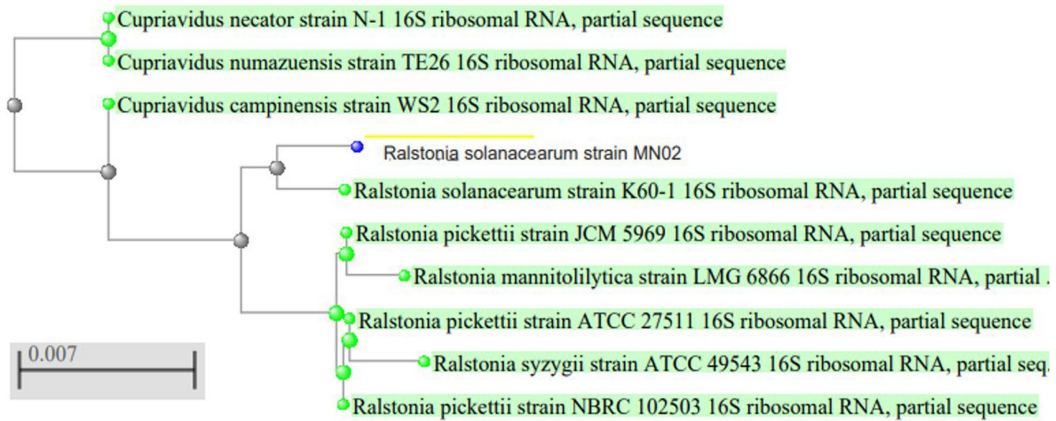 Cupriavidus necator strain N-1 16S ribosomal RNA, partial sequence
Cupriavidus numazuensis strain TE26 16S ribosomal RNA, partial sequence
Cupriavidus campinensis strain WS2 16S ribosomal RNA, partial sequence
Ralstonia solanacearum strain MN02
Ralstonia solanacearum strain K60-1 16S ribosomal RNA, partial sequence
Ralstonia pickettii strain JCM 5969 16S ribosomal RNA, partial sequence
Ralstonia mannitolilytica strain LMG 6866 16S ribosomal RNA, partial .
Ralstonia pickettii strain ATCC 27511 16S ribosomal RNA, partial sequence
Ralstonia syzygii strain ATCC 49543 16S ribosomal RNA, partial seq.
Ralstonia pickettii strain NBRC 102503 16S ribosomal RNA, partial sequence
0.007